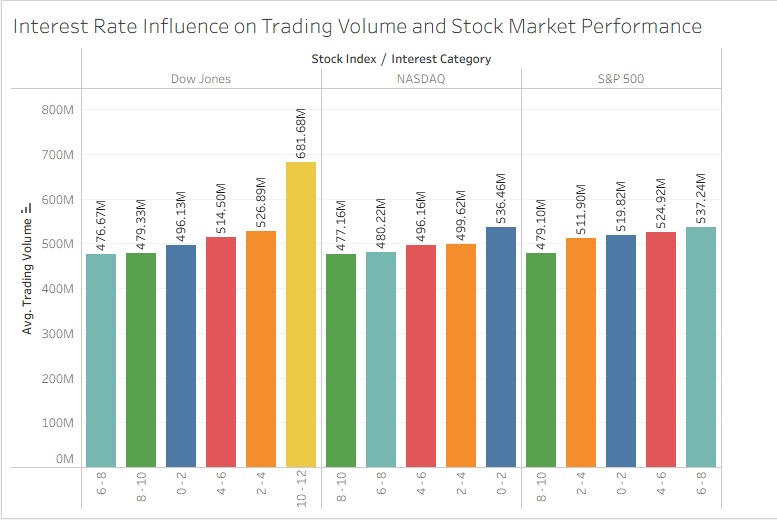 Interest Rate Influence on Trading Volume and Stock Market Performance
Stock Index / Interest Category
Dow Jones NASDAQ S&P 500
Avg. Trading Volume
800M
700M
600M
500M
400M
300M
200M
100M
0M
476.67M 479.33M 496.13M 514.50M 526.89M 681.68M 477.16M 480.22M 496.16M 499.62M 536.46M 479.10M 511.90M 519.82M 524.92M 537.24M
6 - 8 8 - 10 0 - 2 4 - 6 2 - 4 10 - 12 8 - 10 6 - 8 4 - 6 2 - 4 0 - 2 8 - 10 2 - 4 0 - 2 4 - 6 6 - 8